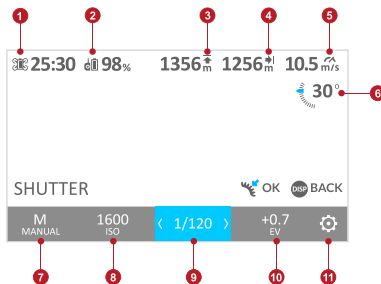 1 2 3 4 5
25:30 98% 1356 m 1256 m 10.5 m/s
30° 6
SHUTTER OK DISP BACK
M 1600 1/120 +0.7
MANUAL ISO EV
7 8 9 10 11